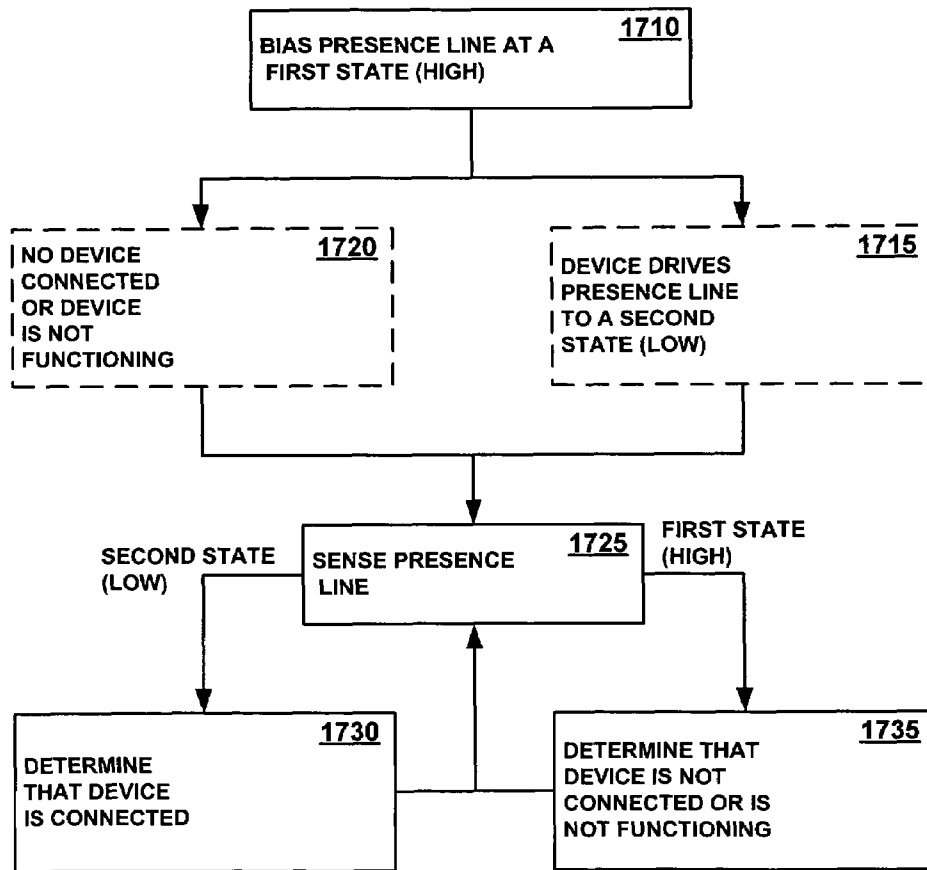 1710
BIAS PRESENCE LINE AT A
FIRST STATE (HIGH)
1720
NO DEVICE
CONNECTED
OR DEVICE
IS NOT
FUNCTIONING
1715
DEVICE DRIVES
PRESENCE LINE
TO A SECOND
STATE (LOW)
1725
SENSE PRESENCE
LINE
SECOND STATE
(LOW)
FIRST STATE
(HIGH)
1730
DETERMINE
THAT DEVICE
IS CONNECTED
1735
DETERMINE THAT
DEVICE IS NOT
CONNECTED OR IS
NOT FUNCTIONING